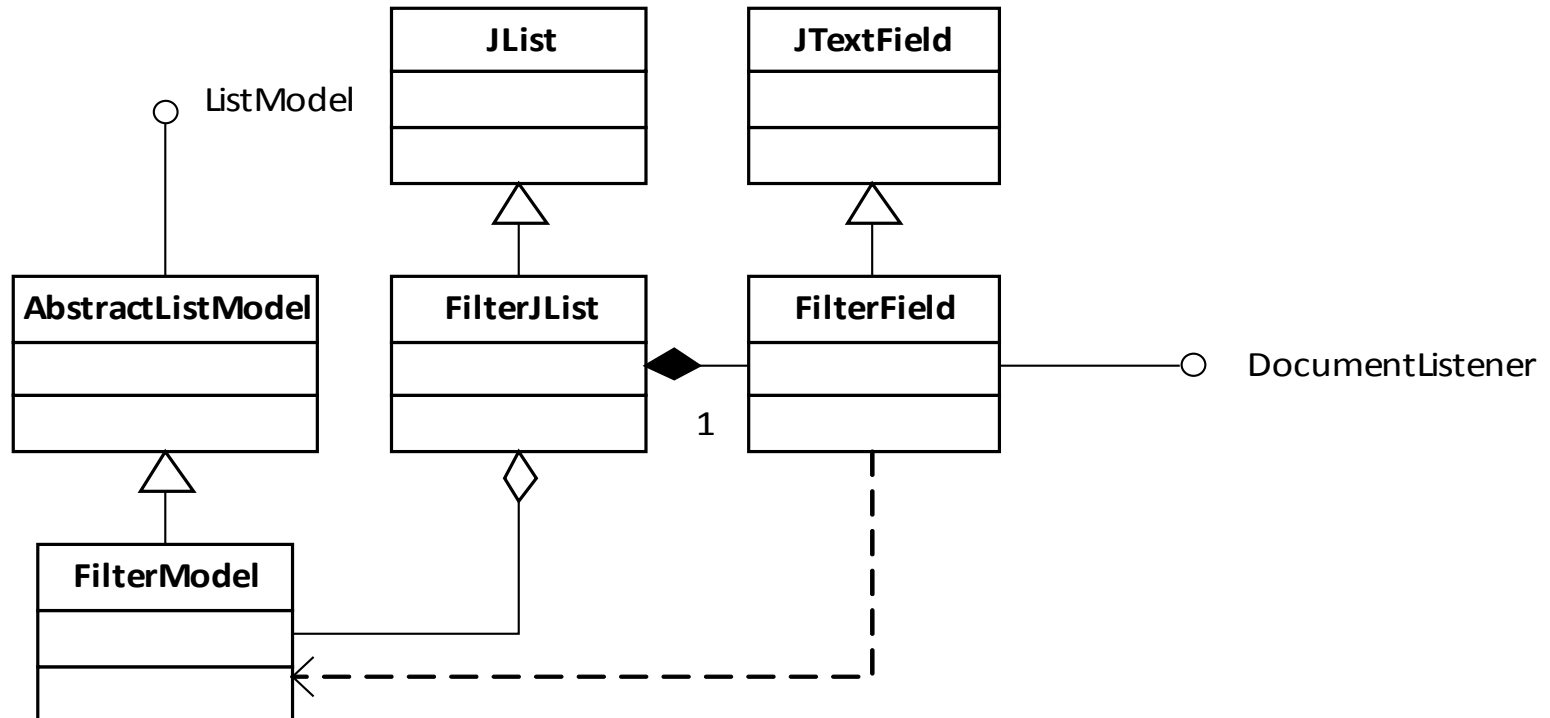 JList
JTextField
ListModel
AbstractListModel
FilterJList
FilterField
DocumentListener
1
FilterModel